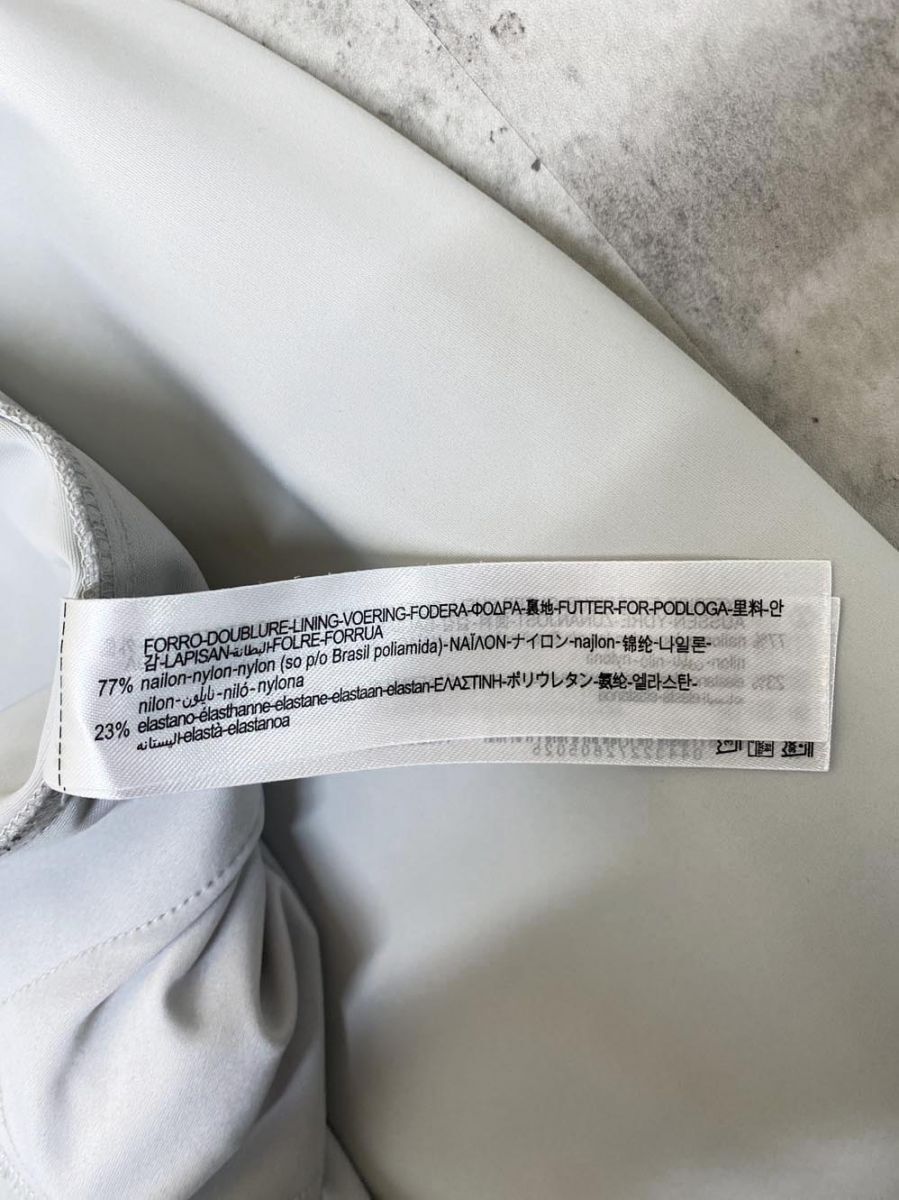 FORRO-DOUBLURE-LINING-VOERING-FODERA-ΦΟΔΡΑ-裏地-FUTTER-FOR-PODLOGA-里料-안
감-LAPISAN-البطانة-FOLRE-FORRUA
77% nailon-nylon-nylon (so p/o Brasil poliamida)-ΝΑΪΛΟΝ-ナイロン-najlon-锦纶-나일론-
nilon-نايلون-niló-nylona
23% elastano-élasthanne-elastane-elastaan-elastan-ΕΛΑΣΤΙΝΗ-ポリウレタン-氨纶-엘라스탄-
اليستانه-elastà-elastanoa